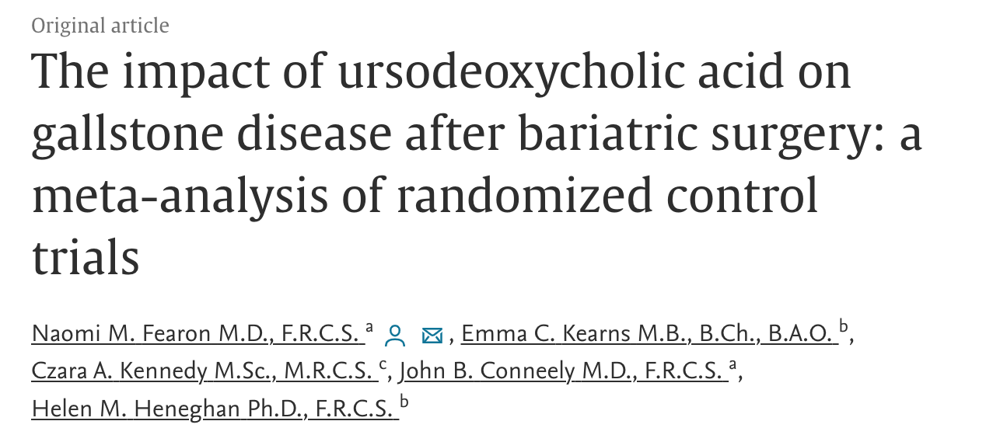 Original article
The impact of ursodeoxycholic acid on
gallstone disease after bariatric surgery: a
meta-analysis of randomized control
trials
Naomi M. Fearon M.D., F.R.C.S. a , Emma C. Kearns M.B., B.Ch., B.A.O. b,
Czara A. Kennedy M.Sc., M.R.C.S. c, John B. Conneely M.D., F.R.C.S. a,
Helen M. Heneghan Ph.D., F.R.C.S. b